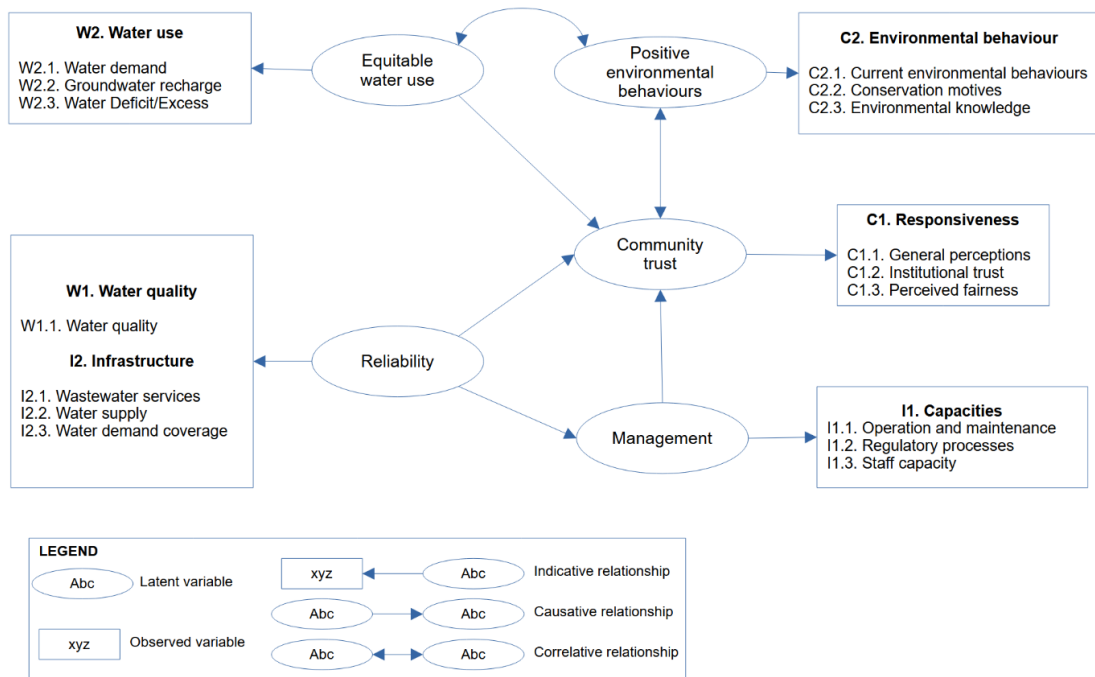 W2. Water use
W2.1. Water demand
W2.2. Groundwater recharge
W2.3. Water Deficit/Excess
Equitable
water use
Positive
environmental
behaviours
C2. Environmental behaviour
C2.1. Current environmental behaviours
C2.2. Conservation motives
C2.3. Environmental knowledge
Community
trust
C1. Responsiveness
C1.1. General perceptions
C1.2. Institutional trust
C1.3. Perceived fairness
W1. Water quality
W1.1. Water quality
I2. Infrastructure
I2.1. Wastewater services
I2.2. Water supply
I2.3. Water demand coverage
Reliability
Management
I1. Capacities
I1.1. Operation and maintenance
I1.2. Regulatory processes
I1.3. Staff capacity
LEGEND
Abc
Latent variable
xyz
Observed variable
xyz
Abc
Indicative relationship
Abc
Abc
Causative relationship
Abc
Abc
Correlative relationship